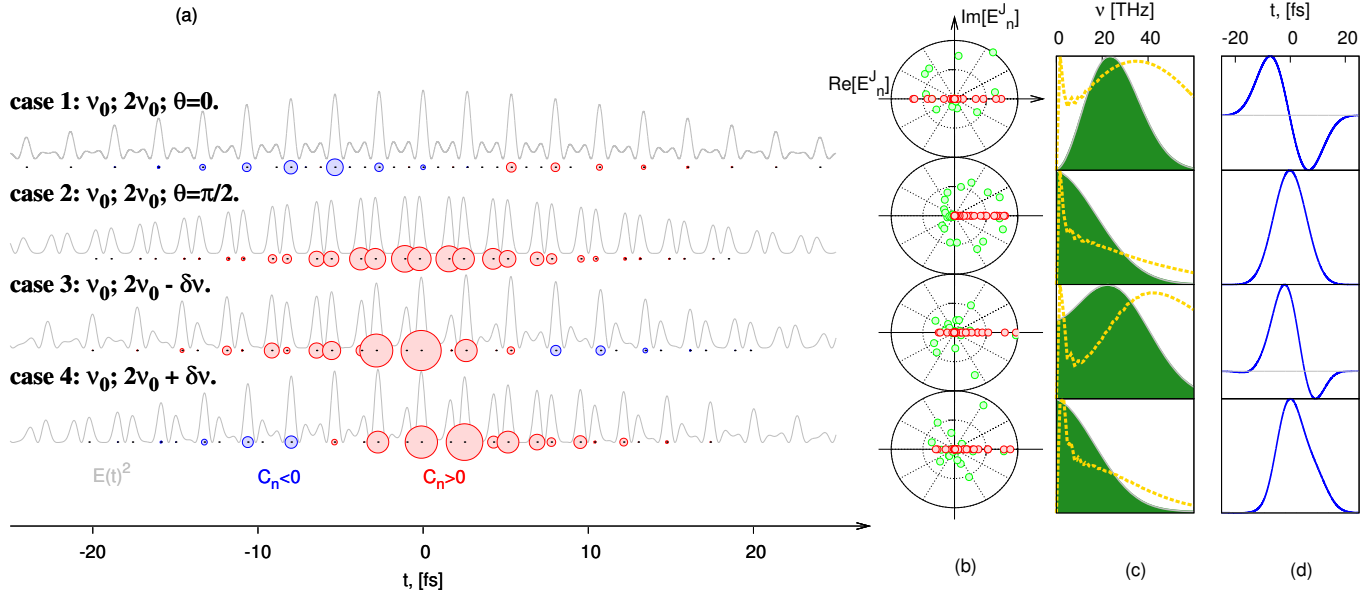 (a)
case 1: ν₀; 2ν₀; θ=0.
case 2: ν₀; 2ν₀; θ=π/2.
case 3: ν₀; 2ν₀ - δν.
case 4: ν₀; 2ν₀ + δν.
E(t)²
Cₙ<0
Cₙ>0
-20 -10 0 10 20
t, [fs]
Im[Eᴶₙ]
Re[Eᴶₙ]
(b)
ν [THz]
0 20 40
(c)
t, [fs]
-20 0 20
(d)